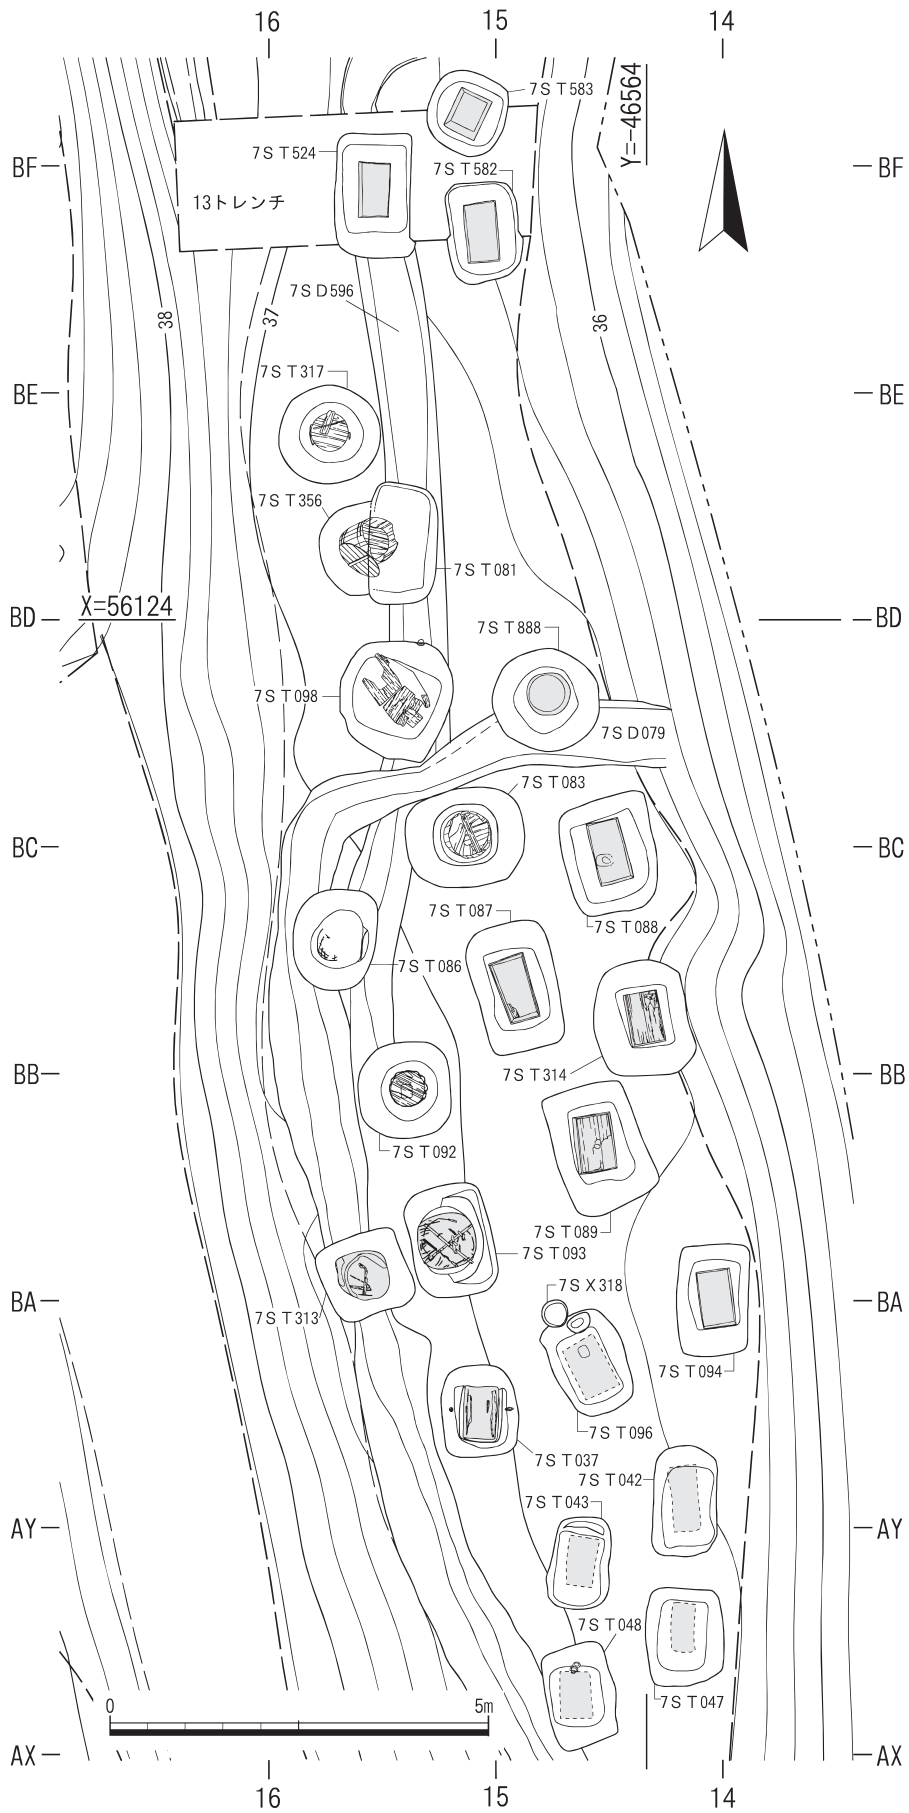 16 15 14
7ST583
Y=-46564
7ST524
BF 7ST582 BF
13トレンチ
7SD596
38 37 36
7ST317
BE BE
7ST356
7ST081
X=56124
BD BD
7ST888
7ST098
7SD079
7ST083
BC BC
7ST087
7ST088
7ST086
BB 7ST314 BB
7ST092
7ST089
7ST093
7SX318
BA BA
7ST313
7ST094
7ST096
7ST037
7ST042
7ST043
AY AY
7ST048
7ST047
0 5m
AX AX
16 15 14